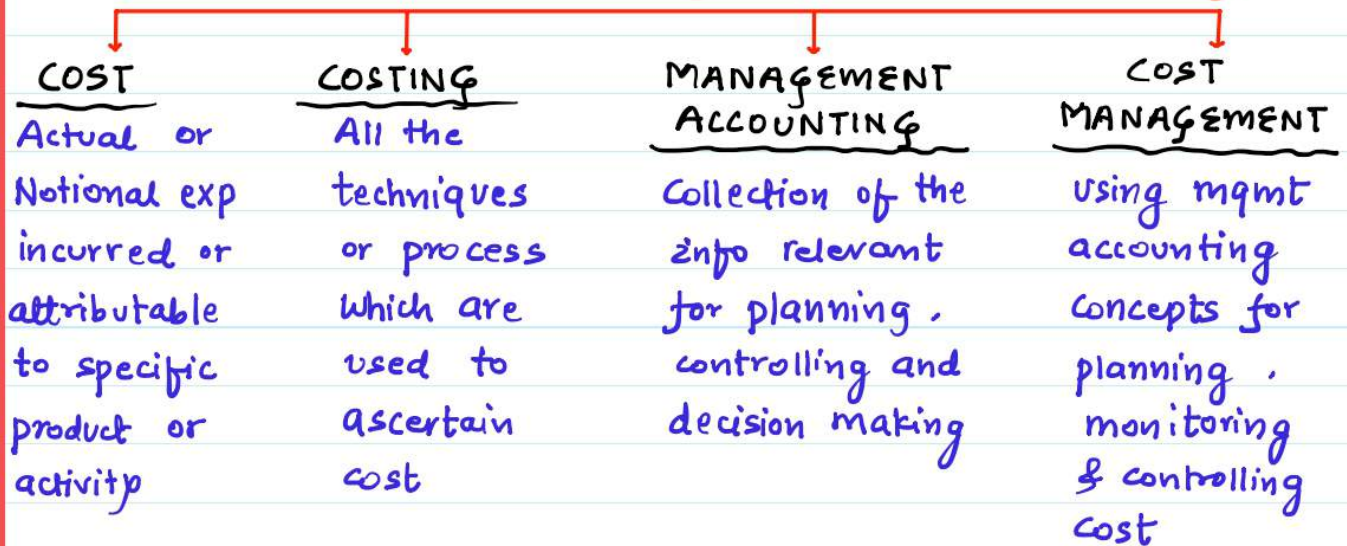 COST
Actual or
Notional exp
incurred or
attributable
to specific
product or
activity
COSTING
All the
techniques
or process
which are
used to
ascertain
cost
MANAGEMENT
ACCOUNTING
Collection of the
info relevant
for planning,
controlling and
decision making
COST
MANAGEMENT
using mgmt
accounting
concepts for
planning,
monitoring
& controlling
cost